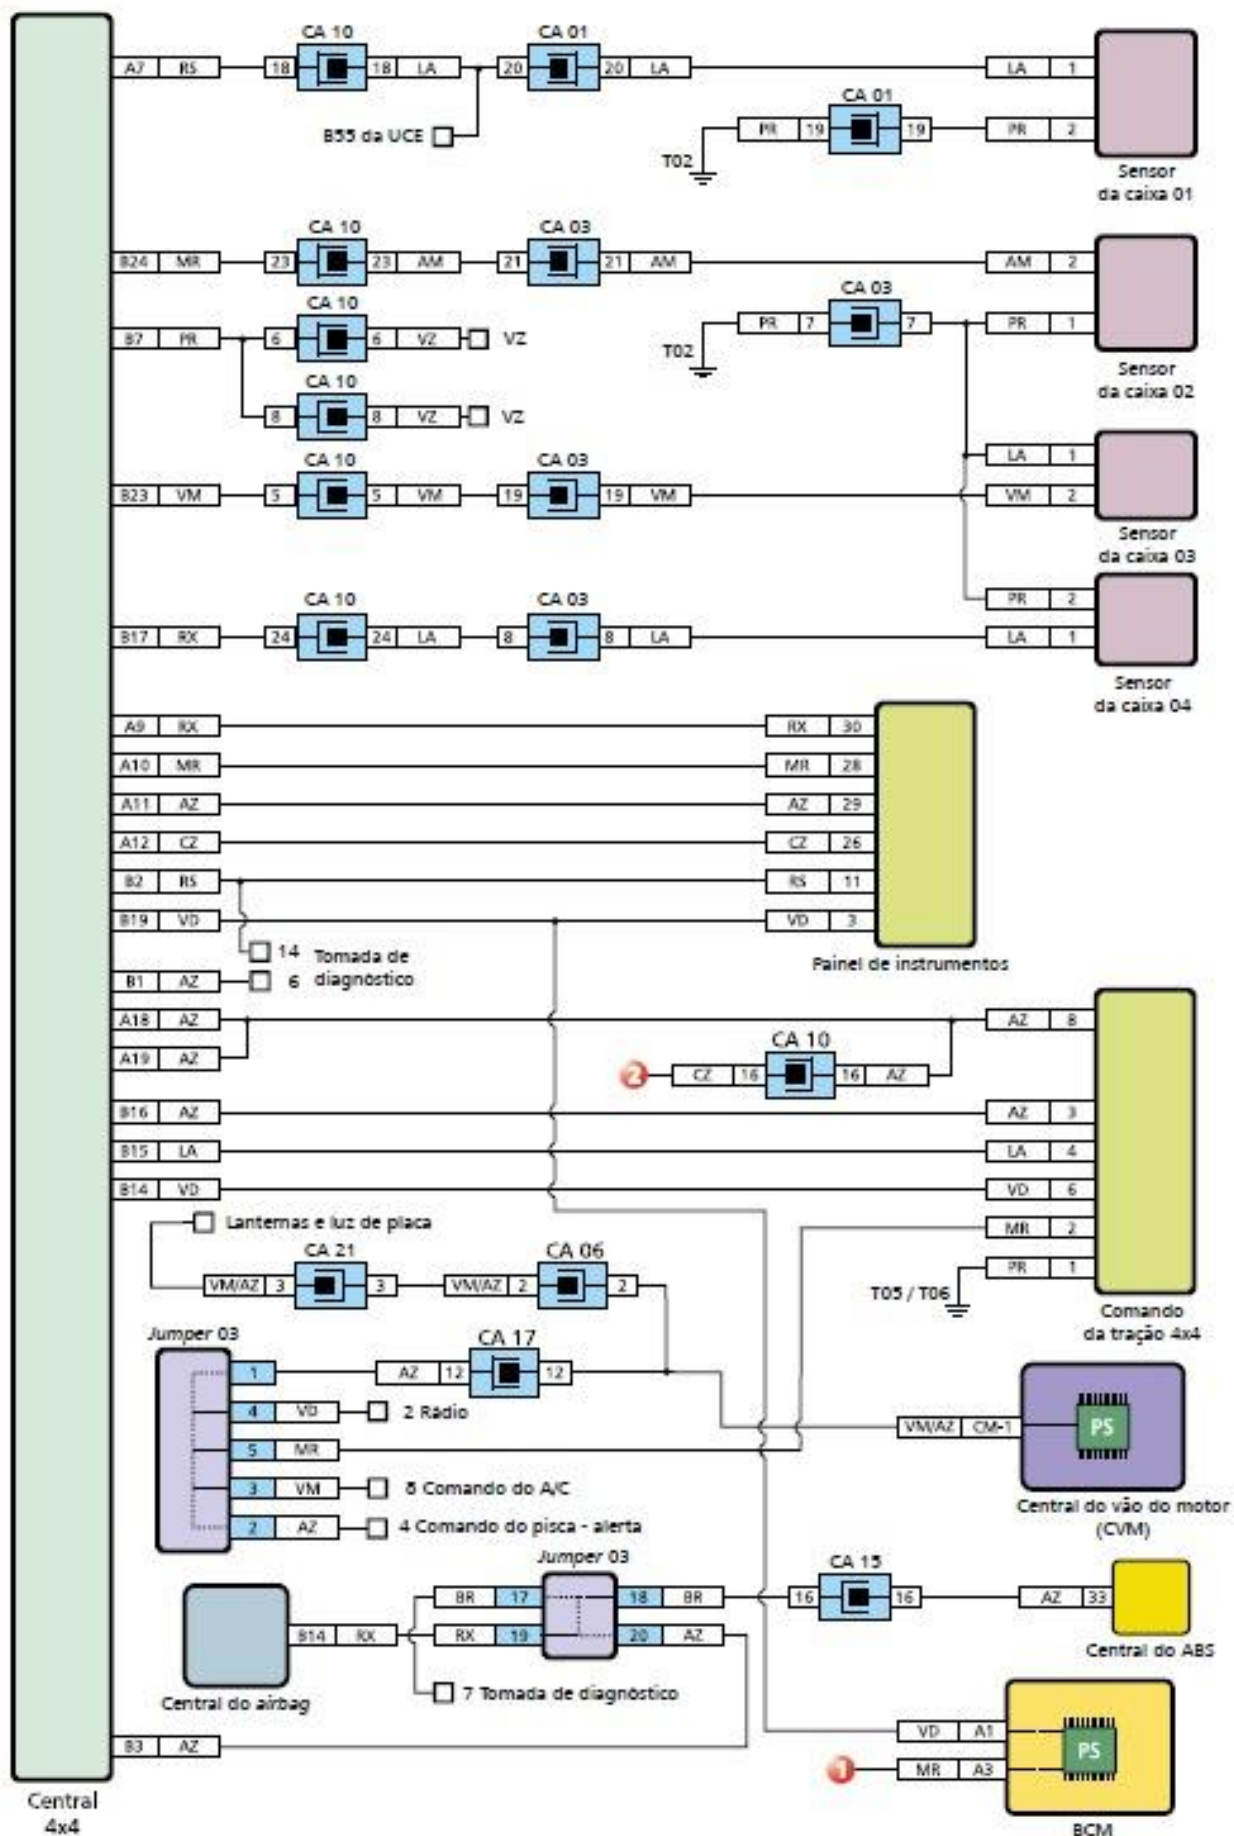 CA 10 CA 01
A7 RS 18 18 LA 20 20 LA LA 1
CA 01
B55 da UCE PR 19 19 PR 2
T02
Sensor
da caixa 01
CA 10 CA 03
B24 MR 23 23 AM 21 21 AM AM 2
CA 10 CA 03
B7 PR 6 6 VZ VZ PR 7 7 PR 1
T02
Sensor
da caixa 02
CA 10
8 8 VZ VZ
LA 1
CA 10 CA 03
B23 VM 5 5 VM 19 19 VM VM 2
Sensor
da caixa 03
CA 10 CA 03
PR 2
B17 RX 24 24 LA 8 8 LA LA 1
Sensor
da caixa 04
A9 RX RX 30
A10 MR MR 28
A11 AZ AZ 29
A12 CZ CZ 26
B2 RS RS 11
B19 VD VD 3
14 Tomada de
6 diagnóstico
Painel de instrumentos
B1 AZ
A18 AZ AZ 8
CA 10
A19 AZ 2 CZ 16 16 AZ
B16 AZ AZ 3
B15 LA LA 4
B14 VD VD 6
Lanternas e luz de placa MR 2
CA 21 CA 06
VM/AZ 3 3 VM/AZ 2 2 PR 1
T05 / T06
Comando
da tração 4x4
Jumper 03 CA 17
1 AZ 12 12
4 VD 2 Rádio
VM/AZ CM-1 PS
5 MR
3 VM 8 Comando do A/C
2 AZ 4 Comando do pisca - alerta
Central do vão do motor
(CVM)
Jumper 03 CA 15
BR 17 18 BR 16 16 AZ 33
B14 RX RX 19 20 AZ
Central do ABS
Central do airbag
7 Tomada de diagnóstico
VD A1
B3 AZ PS
1 MR A3
Central
4x4
BCM